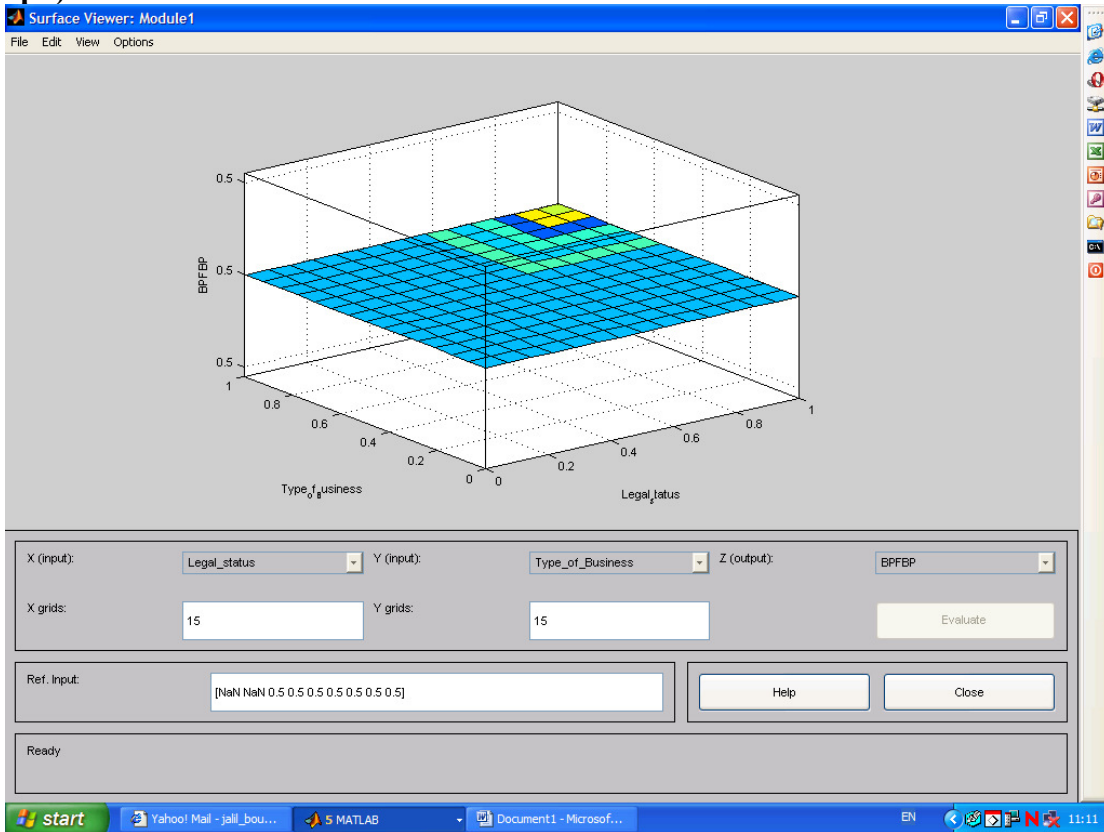 Surface Viewer: Module1
File Edit View Options
0.5
0.5
0.5
BPFBP
1
0.8
0.6
0.4
0.2
0
0
0.2
0.4
0.6
0.8
1
Type_of_Business
Legal_status
X (input):
Legal_status
Y (input):
Type_of_Business
Z (output):
BPFBP
X grids:
15
Y grids:
15
Evaluate
Ref. Input:
[NaN NaN 0.5 0.5 0.5 0.5 0.5 0.5 0.5]
Help
Close
Ready
start
Yahoo! Mail - jalil_bou...
5 MATLAB
Document1 - Microsof...
EN
11:11